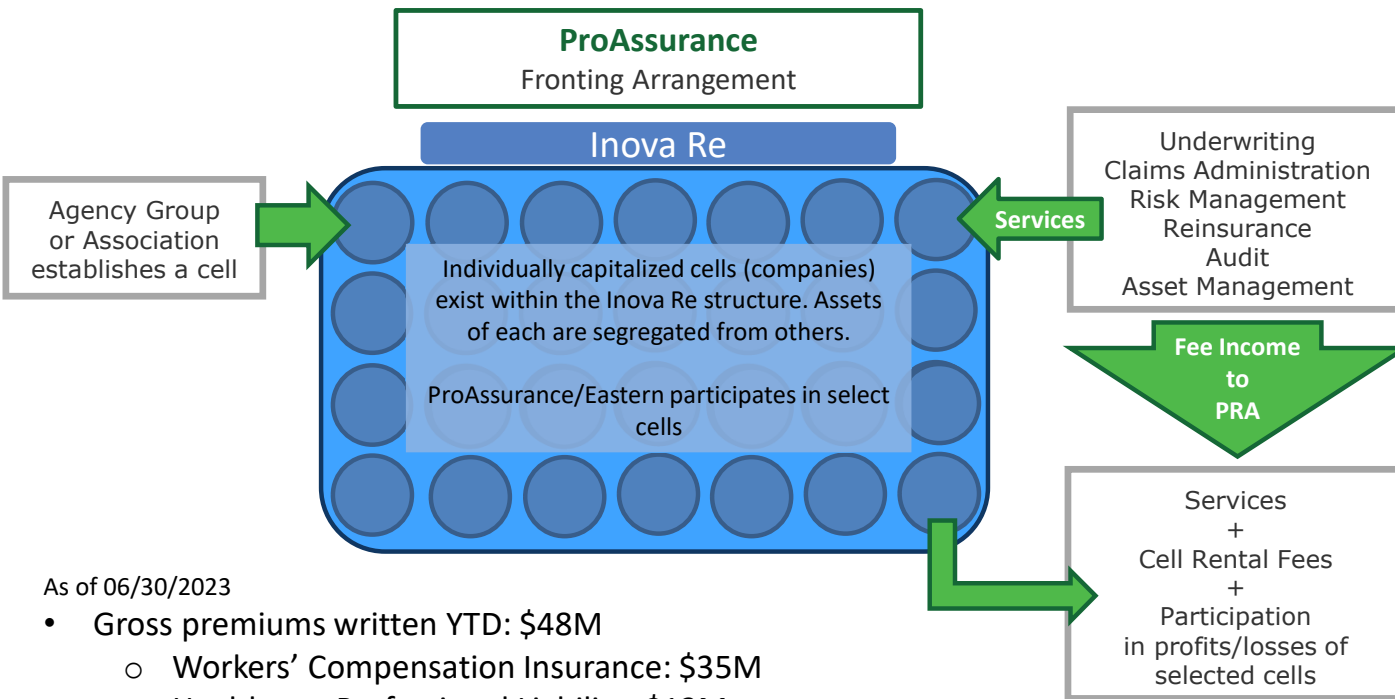 ProAssurance
Fronting Arrangement
Inova Re
Agency Group
or Association
establishes a cell
Individually capitalized cells (companies)
exist within the Inova Re structure. Assets
of each are segregated from others.
ProAssurance/Eastern participates in select
cells
Services
Underwriting
Claims Administration
Risk Management
Reinsurance
Audit
Asset Management
Fee Income
to
PRA
Services
+
Cell Rental Fees
+
Participation
in profits/losses of
selected cells
As of 06/30/2023
• Gross premiums written YTD: $48M
o Workers’ Compensation Insurance: $35M